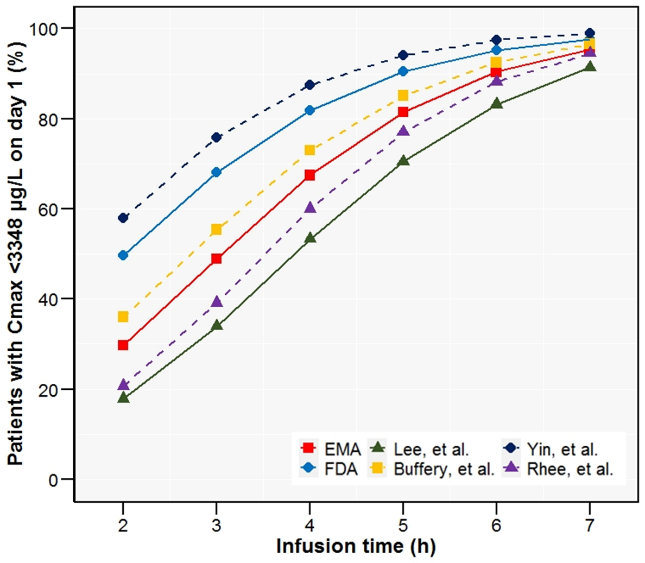 Patients with Cmax <3348 µg/L on day 1 (%)
100
80
60
40
20
0
2 3 4 5 6 7
Infusion time (h)
EMA Lee, et al. Yin, et al.
FDA Buffery, et al. Rhee, et al.